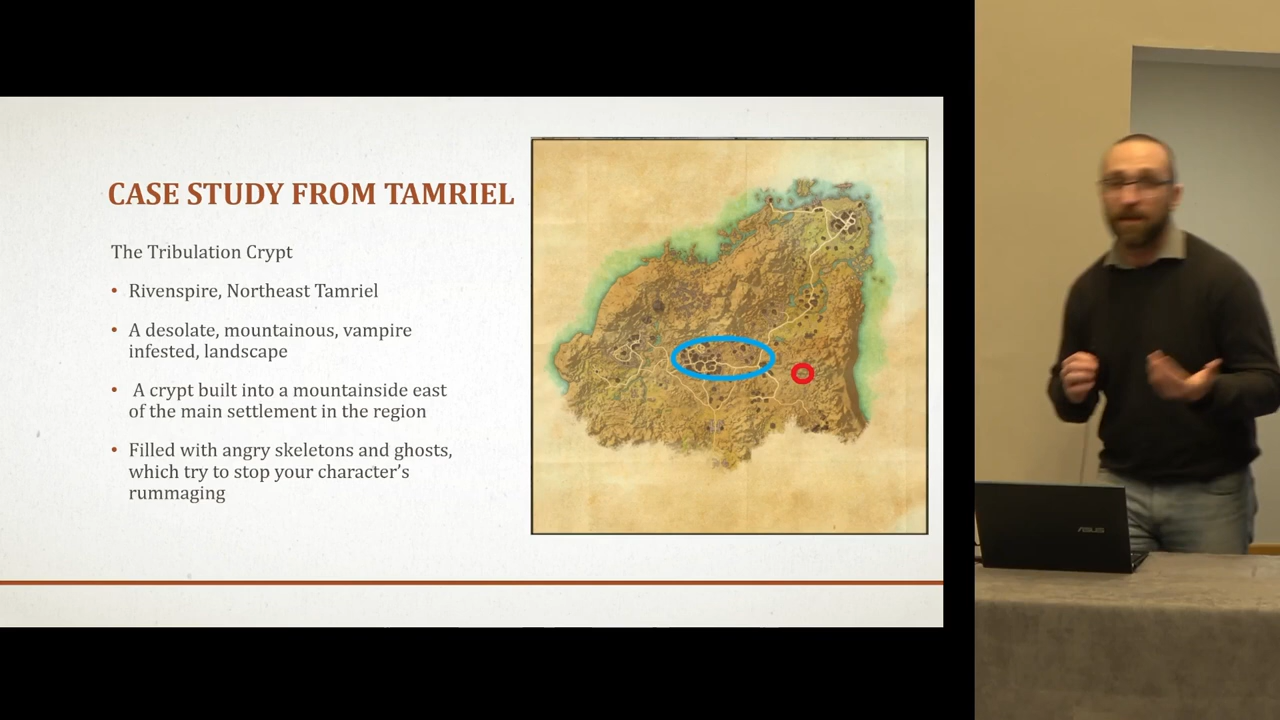 CASE STUDY FROM TAMRIEL
The Tribulation Crypt
• Rivenspire, Northeast Tamriel
• A desolate, mountainous, vampire
infested, landscape
• A crypt built into a mountainside east
of the main settlement in the region
• Filled with angry skeletons and ghosts,
which try to stop your character’s
rummaging
ASUS